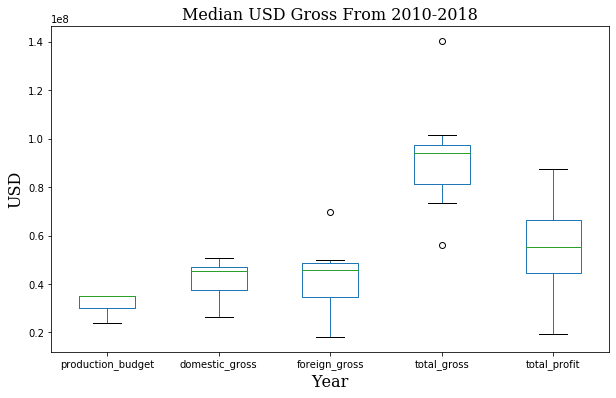 Median USD Gross From 2010-2018
1e8
1.4
1.2
1.0
0.8
0.6
0.4
0.2
USD
production_budget domestic_gross foreign_gross total_gross total_profit
Year